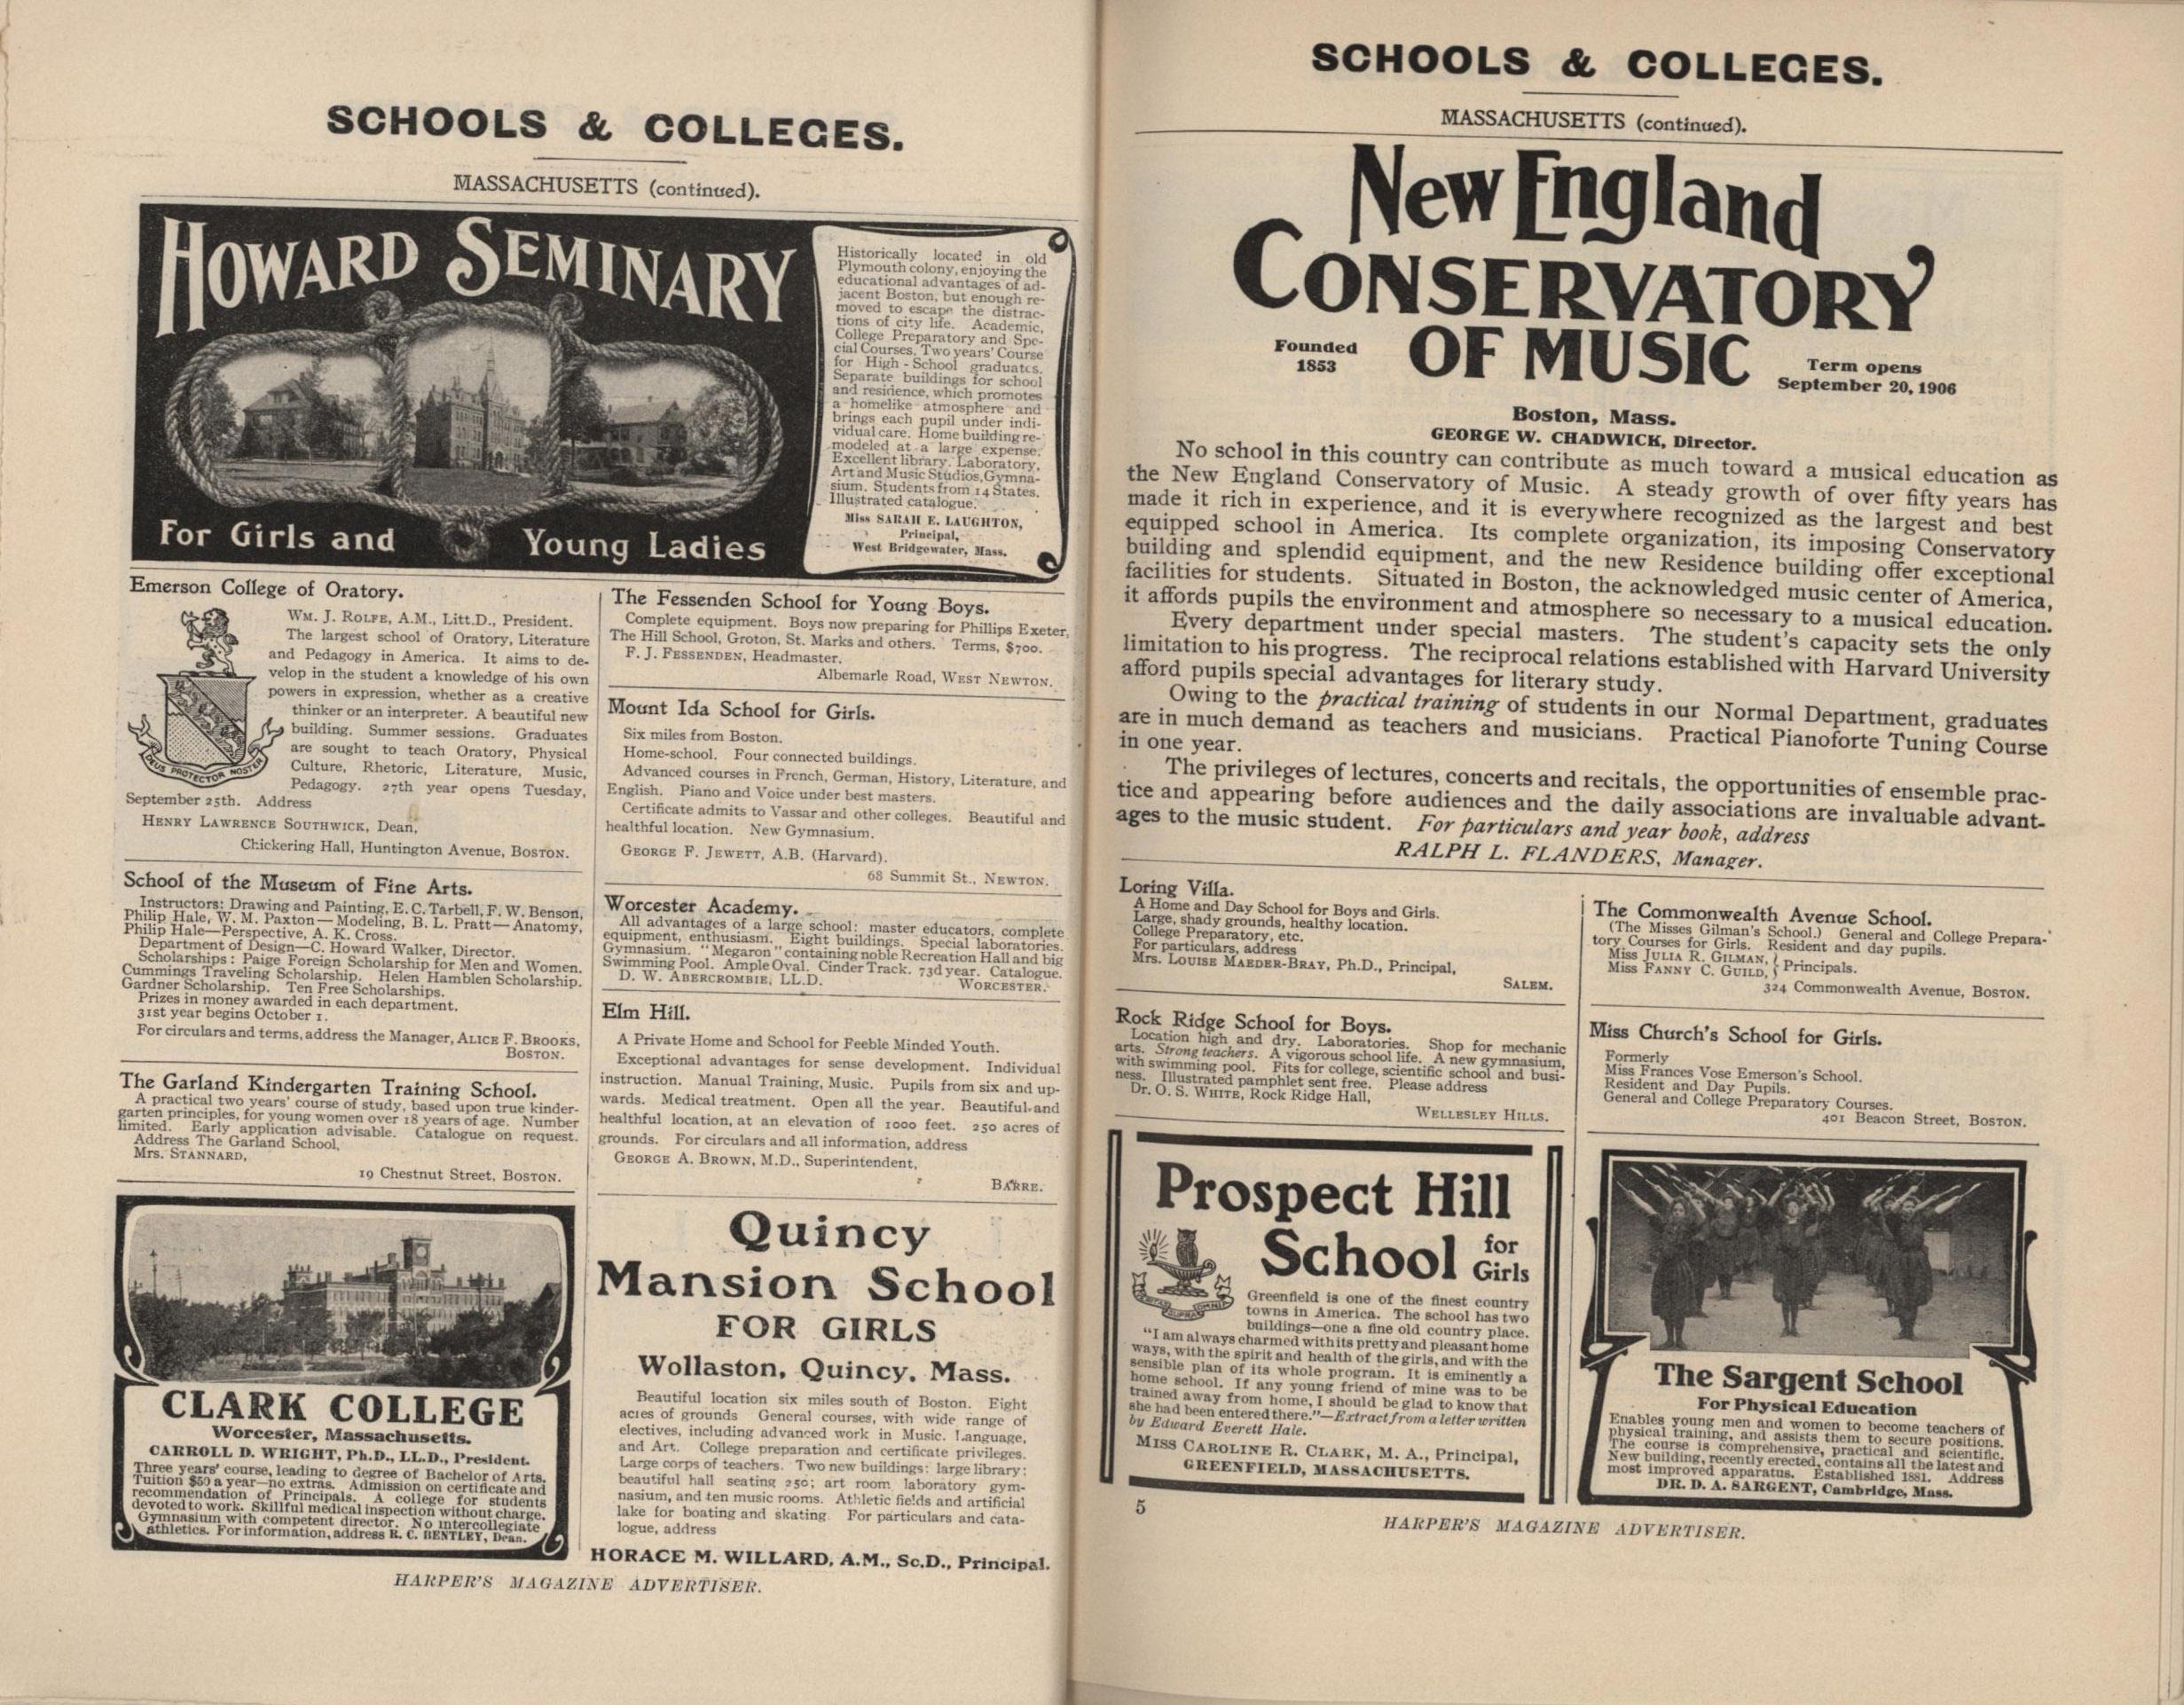 SCHOOLS & COLLEGES.
MASSACHUSETTS (continued).
HOWARD SEMINARY
For Girls and Young Ladies
Historically located in old
Plymouth colony, enjoying the
educational advantages of ad-
jacent Boston, but enough re-
moved to escape the distrac-
tions of city life. Academic,
College Preparatory and Spe-
cial Courses. Two years' Course
for High-School graduates.
Separate buildings for school
and residence, which promotes
a homelike atmosphere and
brings each pupil under indi-
vidual care. Home building re-
modeled at a large expense.
Excellent library. Laboratory,
Art and Music Studios, Gymna-
sium. Students from 14 States.
Illustrated catalogue.
Miss SARAH E. LAUGHTON,
Principal,
West Bridgewater, Mass.
Emerson College of Oratory.
WM. J. ROLFE, A.M., Litt.D., President.
The largest school of Oratory, Literature
and Pedagogy in America. It aims to de-
velop in the student a knowledge of his own
powers in expression, whether as a creative
thinker or an interpreter. A beautiful new
building. Summer sessions. Graduates
are sought to teach Oratory, Physical
Culture, Rhetoric, Literature, Music,
Pedagogy. 27th year opens Tuesday,
September 25th. Address
HENRY LAWRENCE SOUTHWICK, Dean,
Chickering Hall, Huntington Avenue, BOSTON.
DEUS PROTECTOR NOSTER
School of the Museum of Fine Arts.
Instructors: Drawing and Painting, E. C. Tarbell, F. W. Benson,
Philip Hale, W. M. Paxton—Modeling, B. L. Pratt—Anatomy,
Philip Hale—Perspective, A. K. Cross.
Department of Design—C. Howard Walker, Director.
Scholarships: Paige Foreign Scholarship for Men and Women.
Cummings Traveling Scholarship. Helen Hamblen Scholarship.
Gardner Scholarship. Ten Free Scholarships.
Prizes in money awarded in each department.
31st year begins October 1.
For circulars and terms, address the Manager, ALICE F. BROOKS,
BOSTON.
The Garland Kindergarten Training School.
A practical two years' course of study, based upon true kinder-
garten principles, for young women over 18 years of age. Number
limited. Early application advisable. Catalogue on request.
Address The Garland School,
Mrs. STANNARD,
19 Chestnut Street, BOSTON.
CLARK COLLEGE
Worcester, Massachusetts.
CARROLL D. WRIGHT, Ph.D., LL.D., President.
Three years' course, leading to degree of Bachelor of Arts.
Tuition $50 a year—no extras. Admission on certificate and
recommendation of Principals. A college for students
devoted to work. Skillful medical inspection without charge.
Gymnasium with competent director. No intercollegiate
athletics. For information, address R. C. BENTLEY, Dean.
The Fessenden School for Young Boys.
Complete equipment. Boys now preparing for Phillips Exeter,
The Hill School, Groton, St. Marks and others. Terms, $700.
F. J. FESSENDEN, Headmaster.
Albemarle Road, WEST NEWTON.
Mount Ida School for Girls.
Six miles from Boston.
Home-school. Four connected buildings.
Advanced courses in French, German, History, Literature, and
English. Piano and Voice under best masters.
Certificate admits to Vassar and other colleges. Beautiful and
healthful location. New Gymnasium.
GEORGE F. JEWETT, A.B. (Harvard).
68 Summit St., NEWTON.
Worcester Academy.
All advantages of a large school: master educators, complete
equipment, enthusiasm. Eight buildings. Special laboratories.
Gymnasium. "Megaron" containing noble Recreation Hall and big
Swimming Pool. Ample Oval. Cinder Track. 73d year. Catalogue.
D. W. ABERCROMBIE, LL.D. WORCESTER.
Elm Hill.
A Private Home and School for Feeble Minded Youth.
Exceptional advantages for sense development. Individual
instruction. Manual Training, Music. Pupils from six and up-
wards. Medical treatment. Open all the year. Beautiful and
healthful location, at an elevation of 1000 feet. 250 acres of
grounds. For circulars and all information, address
GEORGE A. BROWN, M.D., Superintendent,
BARRE.
Quincy
Mansion School
FOR GIRLS
Wollaston, Quincy, Mass.
Beautiful location six miles south of Boston. Eight
acres of grounds General courses, with wide range of
electives, including advanced work in Music. Language,
and Art. College preparation and certificate privileges.
Large corps of teachers. Two new buildings: large library;
beautiful hall seating 250; art room laboratory gym-
nasium, and ten music rooms. Athletic fields and artificial
lake for boating and skating. For particulars and cata-
logue, address
HORACE M. WILLARD, A.M., Sc.D., Principal.
HARPER'S MAGAZINE ADVERTISER.
SCHOOLS & COLLEGES.
MASSACHUSETTS (continued).
New England
CONSERVATORY
OF MUSIC
Founded
1853
Term opens
September 20, 1906
Boston, Mass.
GEORGE W. CHADWICK, Director.
No school in this country can contribute as much toward a musical education as
the New England Conservatory of Music. A steady growth of over fifty years has
made it rich in experience, and it is everywhere recognized as the largest and best
equipped school in America. Its complete organization, its imposing Conservatory
building and splendid equipment, and the new Residence building offer exceptional
facilities for students. Situated in Boston, the acknowledged music center of America,
it affords pupils the environment and atmosphere so necessary to a musical education.
Every department under special masters. The student's capacity sets the only
limitation to his progress. The reciprocal relations established with Harvard University
afford pupils special advantages for literary study.
Owing to the practical training of students in our Normal Department, graduates
are in much demand as teachers and musicians. Practical Pianoforte Tuning Course
in one year.
The privileges of lectures, concerts and recitals, the opportunities of ensemble prac-
tice and appearing before audiences and the daily associations are invaluable advant-
ages to the music student. For particulars and year book, address
RALPH L. FLANDERS, Manager.
Loring Villa.
A Home and Day School for Boys and Girls.
Large, shady grounds, healthy location.
College Preparatory, etc.
For particulars, address
Mrs. LOUISE MAEDER-BRAY, Ph.D., Principal,
SALEM.
Rock Ridge School for Boys.
Location high and dry. Laboratories. Shop for mechanic
arts. Strong teachers. A vigorous school life. A new gymnasium,
with swimming pool. Fits for college, scientific school and busi-
ness. Illustrated pamphlet sent free. Please address
Dr. O. S. WHITE, Rock Ridge Hall,
WELLESLEY HILLS.
The Commonwealth Avenue School.
(The Misses Gilman's School.) General and College Prepara-
tory Courses for Girls. Resident and day pupils.
Miss JULIA R. GILMAN, }
Miss FANNY C. GUILD, } Principals.
324 Commonwealth Avenue, BOSTON.
Miss Church's School for Girls.
Formerly
Miss Frances Vose Emerson's School.
Resident and Day Pupils.
General and College Preparatory Courses.
401 Beacon Street, BOSTON.
Prospect Hill
School for
Girls
Greenfield is one of the finest country
towns in America. The school has two
buildings—one a fine old country place.
"I am always charmed with its pretty and pleasant home
ways, with the spirit and health of the girls, and with the
sensible plan of its whole program. It is eminently a
home school. If any young friend of mine was to be
trained away from home, I should be glad to know that
she had been entered there."—Extract from a letter written
by Edward Everett Hale.
MISS CAROLINE R. CLARK, M. A., Principal,
GREENFIELD, MASSACHUSETTS.
The Sargent School
For Physical Education
Enables young men and women to become teachers of
physical training, and assists them to secure positions.
The course is comprehensive, practical and scientific.
New building, recently erected, contains all the latest and
most improved apparatus. Established 1881. Address
DR. D. A. SARGENT, Cambridge, Mass.
5
HARPER'S MAGAZINE ADVERTISER.